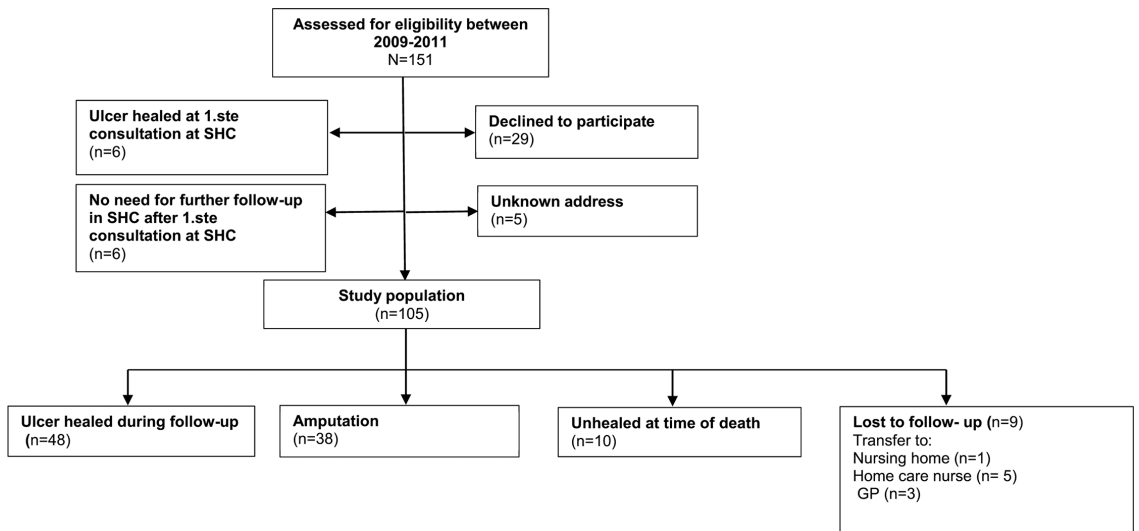 Assessed for eligibility between
2009-2011
N=151
Ulcer healed at 1.ste
consultation at SHC
(n=6)
Declined to participate
(n=29)
No need for further follow-up
in SHC after 1.ste
consultation at SHC
(n=6)
Unknown address
(n=5)
Study population
(n=105)
Ulcer healed during follow-up
(n=48)
Amputation
(n=38)
Unhealed at time of death
(n=10)
Lost to follow- up (n=9)
Transfer to:
Nursing home (n=1)
Home care nurse (n= 5)
GP (n=3)